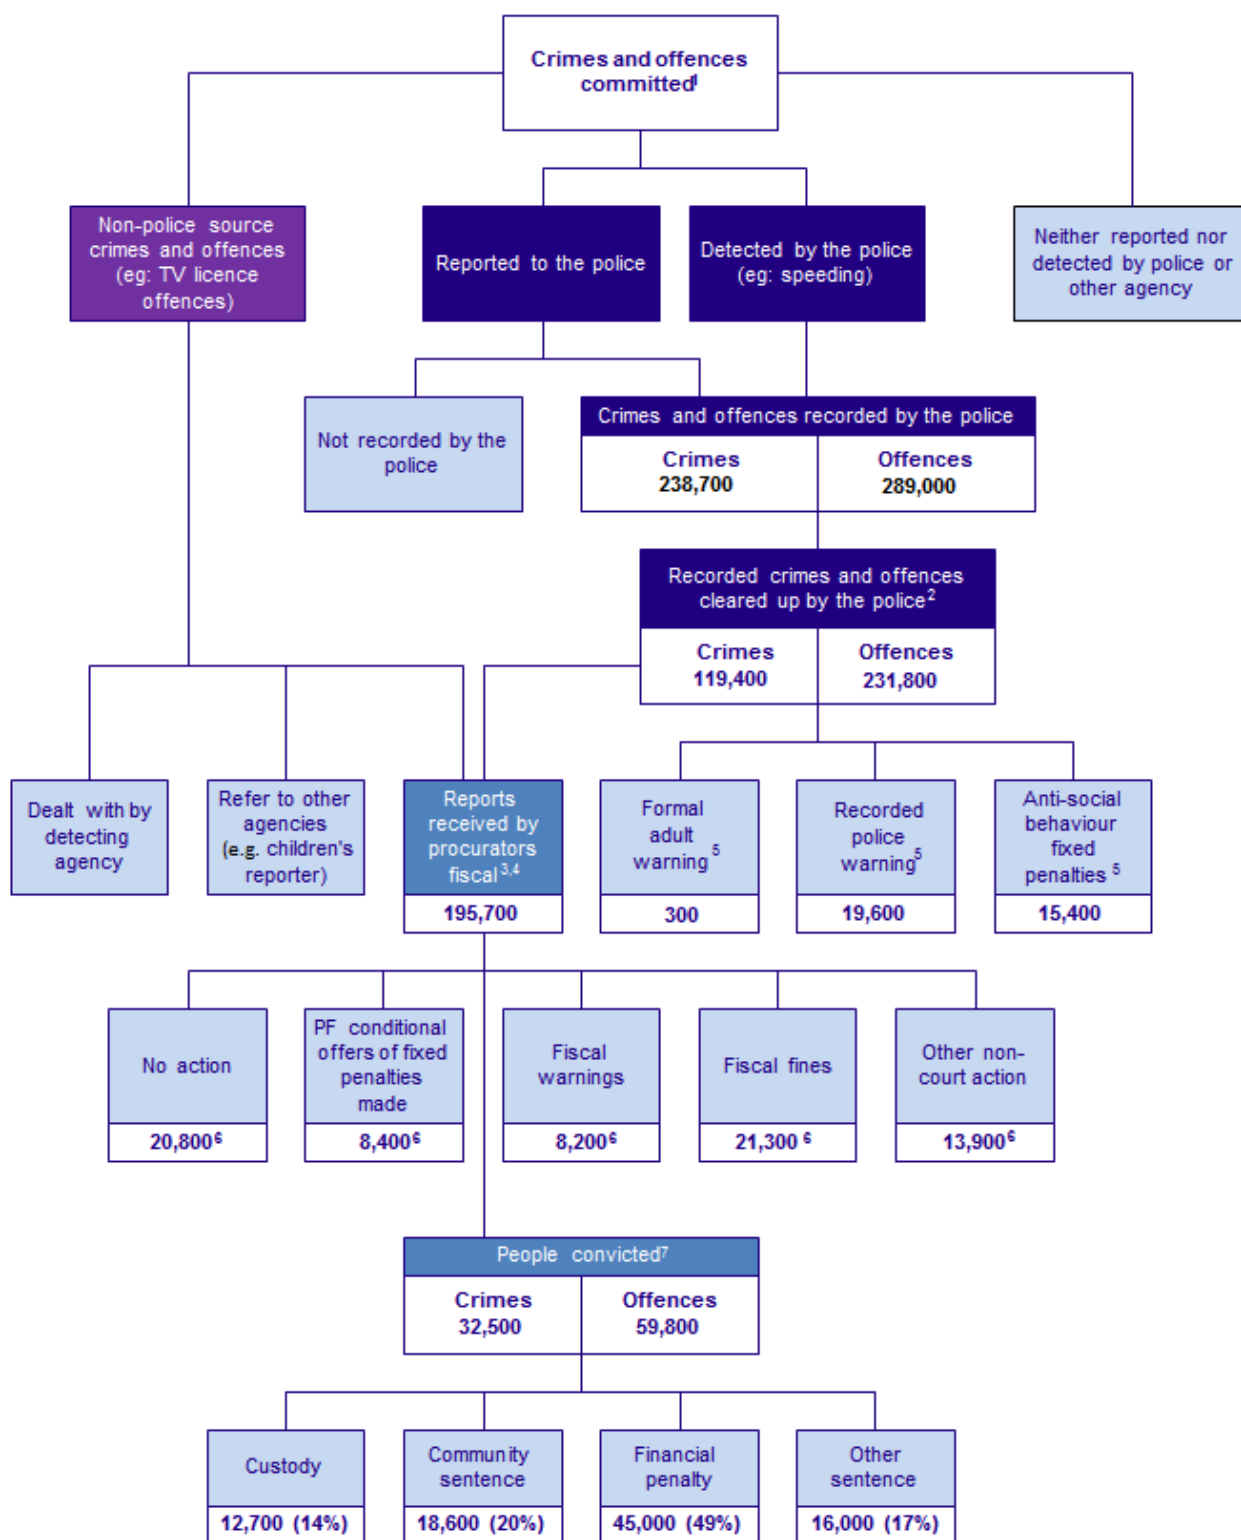 Crimes and offences
committed1
Non-police source
crimes and offences
(eg: TV licence
offences)
Reported to the police
Detected by the police
(eg: speeding)
Neither reported nor
detected by police or
other agency
Not recorded by the
police
Crimes and offences recorded by the police
Crimes
238,700
Offences
289,000
Recorded crimes and offences
cleared up by the police2
Crimes
119,400
Offences
231,800
Dealt with by
detecting
agency
Refer to other
agencies
(e.g. children's
reporter)
Reports
received by
procurators
fiscal3,4
195,700
Formal
adult
warning5
300
Recorded
police
warning5
19,600
Anti-social
behaviour
fixed
penalties5
15,400
No action
20,8006
PF conditional
offers of fixed
penalties
made
8,4006
Fiscal
warnings
8,2006
Fiscal fines
21,3006
Other non-
court action
13,9006
People convicted7
Crimes
32,500
Offences
59,800
Custody
12,700 (14%)
Community
sentence
18,600 (20%)
Financial
penalty
45,000 (49%)
Other
sentence
16,000 (17%)